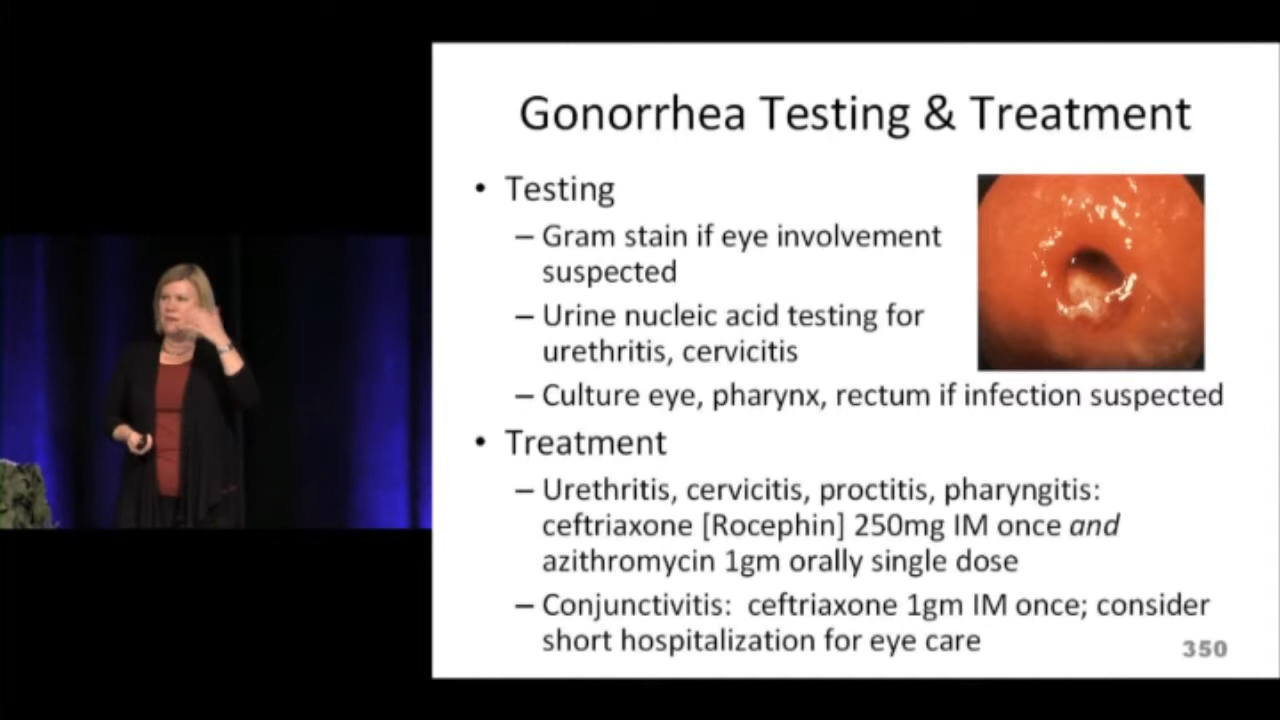 Gonorrhea Testing & Treatment
• Testing
– Gram stain if eye involvement
suspected
– Urine nucleic acid testing for
urethritis, cervicitis
– Culture eye, pharynx, rectum if infection suspected
• Treatment
– Urethritis, cervicitis, proctitis, pharyngitis:
ceftriaxone [Rocephin] 250mg IM once and
azithromycin 1gm orally single dose
– Conjunctivitis:  ceftriaxone 1gm IM once; consider
short hospitalization for eye care
350